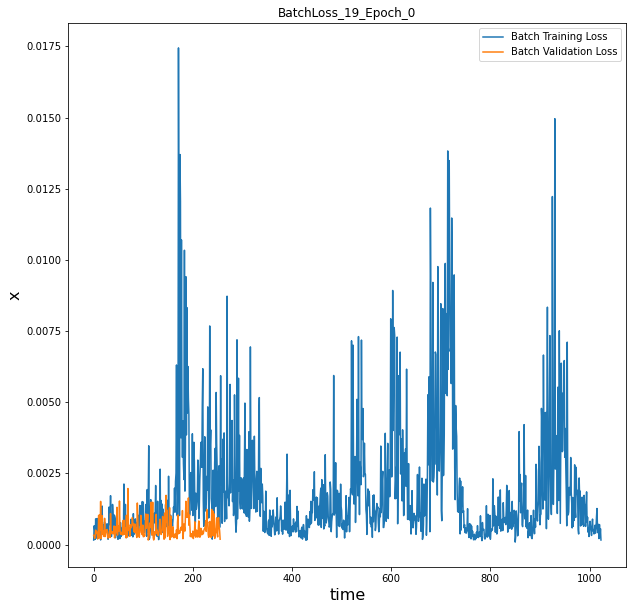 BatchLoss_19_Epoch_0
Batch Training Loss
Batch Validation Loss
0.0175
0.0150
0.0125
0.0100
0.0075
0.0050
0.0025
0.0000
x
0 200 400 600 800 1000
time